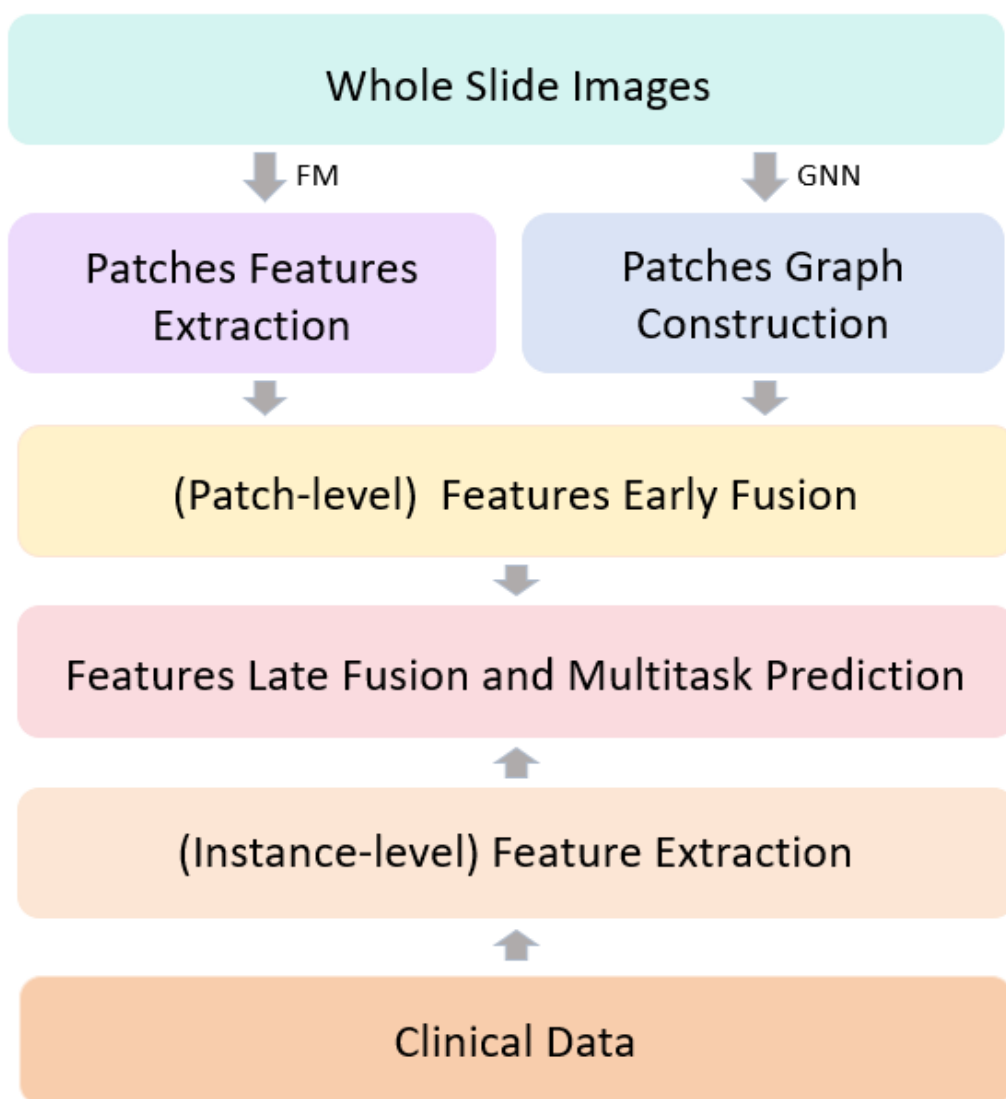 Whole Slide Images
FM
GNN
Patches Features
Extraction
Patches Graph
Construction
(Patch-level)  Features Early Fusion
Features Late Fusion and Multitask Prediction
(Instance-level) Feature Extraction
Clinical Data